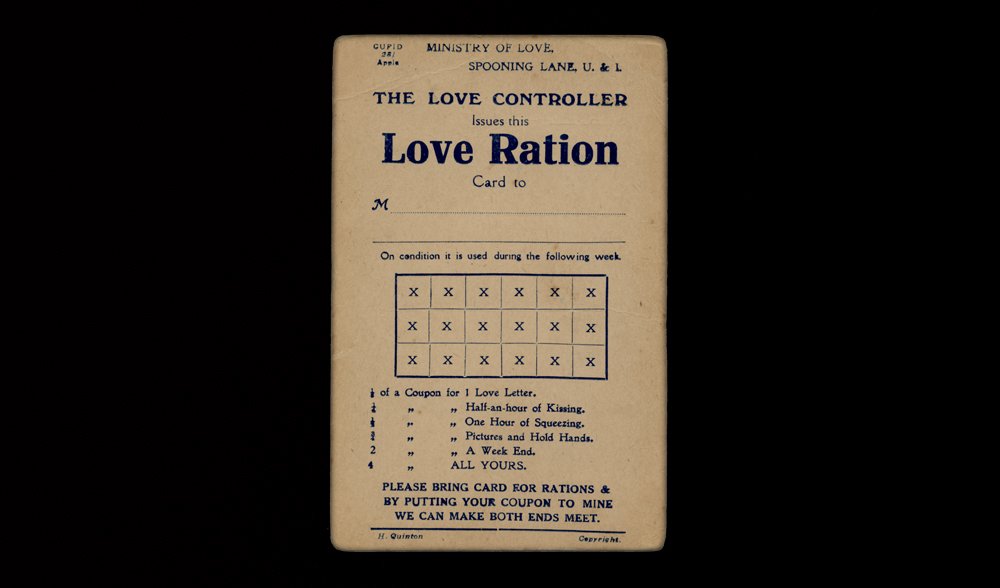 CUPID
281
Apple
MINISTRY OF LOVE,
SPOONING LANE, U. & I.
THE LOVE CONTROLLER
Issues this
Love Ration
Card to
M
On condition it is used during the following week.
X X X X X X
X X X X X X
X X X X X X
of a Coupon for 1 Love Letter.
„ „ Half-an-hour of Kissing.
„ „ One Hour of Squeezing.
„ „ Pictures and Hold Hands.
2 „ „ A Week End.
4 „ ALL YOURS.
PLEASE BRING CARD FOR RATIONS &
BY PUTTING YOUR COUPON TO MINE
WE CAN MAKE BOTH ENDS MEET.
H. Quinton Copyright.